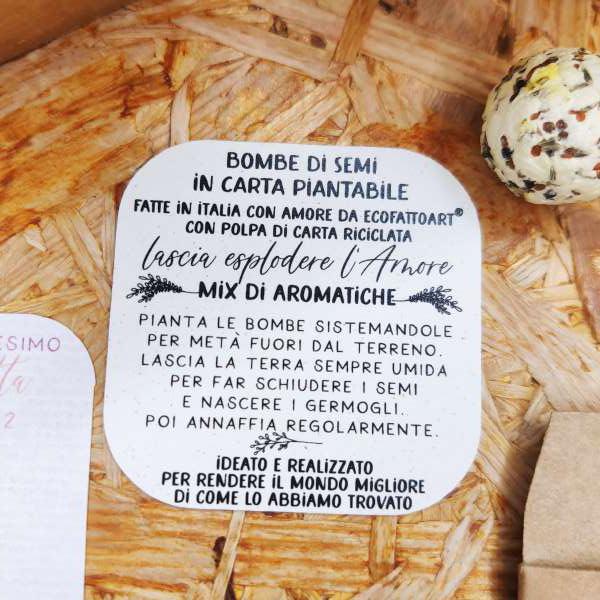 BOMBE DI SEMI
IN CARTA PIANTABILE
FATTE IN ITALIA CON AMORE DA ECOFATTOART®
CON POLPA DI CARTA RICICLATA
lascia esplodere l'Amore
MIX DI AROMATICHE
PIANTA LE BOMBE SISTEMANDOLE
PER METÀ FUORI DAL TERRENO.
LASCIA LA TERRA SEMPRE UMIDA
PER FAR SCHIUDERE I SEMI
E NASCERE I GERMOGLI.
POI ANNAFFIA REGOLARMENTE.
IDEATO E REALIZZATO
PER RENDERE IL MONDO MIGLIORE
DI COME LO ABBIAMO TROVATO
ESIMO
tta
2